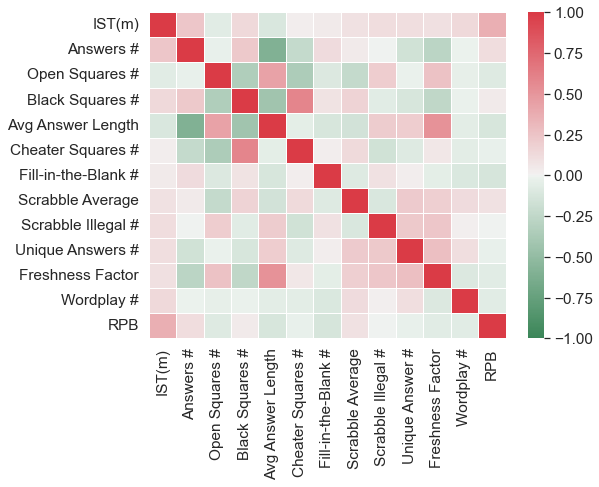 IST(m)
Answers #
Open Squares #
Black Squares #
Avg Answer Length
Cheater Squares #
Fill-in-the-Blank #
Scrabble Average
Scrabble Illegal #
Unique Answers #
Freshness Factor
Wordplay #
RPB
1.00
0.75
0.50
0.25
0.00
−0.25
−0.50
−0.75
−1.00
IST(m)
Answers #
Open Squares #
Black Squares #
Avg Answer Length
Cheater Squares #
Fill-in-the-Blank #
Scrabble Average
Scrabble Illegal #
Unique Answer #
Freshness Factor
Wordplay #
RPB